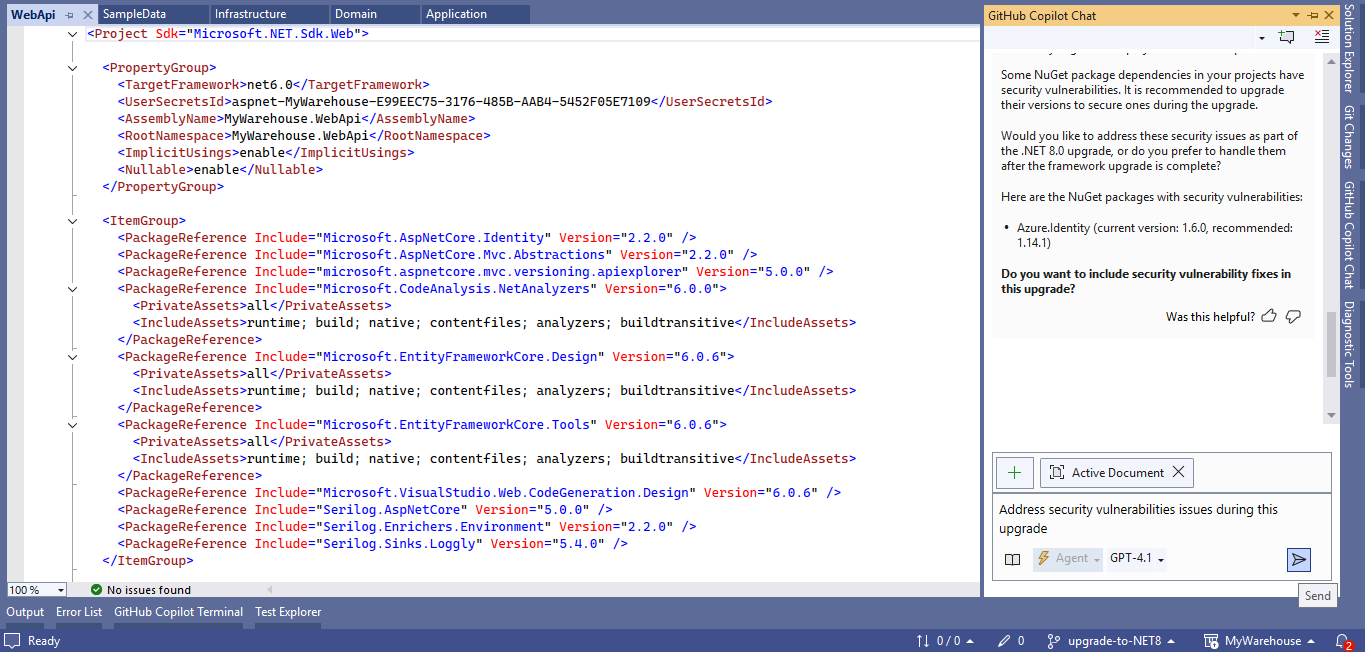 WebApi
SampleData
Infrastructure
Domain
Application
<Project Sdk="Microsoft.NET.Sdk.Web">
<PropertyGroup>
<TargetFramework>net6.0</TargetFramework>
<UserSecretsId>aspnet-MyWarehouse-E99EEC75-3176-485B-AAB4-5452F05E7109</UserSecretsId>
<AssemblyName>MyWarehouse.WebApi</AssemblyName>
<RootNamespace>MyWarehouse.WebApi</RootNamespace>
<ImplicitUsings>enable</ImplicitUsings>
<Nullable>enable</Nullable>
</PropertyGroup>
<ItemGroup>
<PackageReference Include="Microsoft.AspNetCore.Identity" Version="2.2.0" />
<PackageReference Include="Microsoft.AspNetCore.Mvc.Abstractions" Version="2.2.0" />
<PackageReference Include="microsoft.aspnetcore.mvc.versioning.apiexplorer" Version="5.0.0" />
<PackageReference Include="Microsoft.CodeAnalysis.NetAnalyzers" Version="6.0.0">
<PrivateAssets>all</PrivateAssets>
<IncludeAssets>runtime; build; native; contentfiles; analyzers; buildtransitive</IncludeAssets>
</PackageReference>
<PackageReference Include="Microsoft.EntityFrameworkCore.Design" Version="6.0.6">
<PrivateAssets>all</PrivateAssets>
<IncludeAssets>runtime; build; native; contentfiles; analyzers; buildtransitive</IncludeAssets>
</PackageReference>
<PackageReference Include="Microsoft.EntityFrameworkCore.Tools" Version="6.0.6">
<PrivateAssets>all</PrivateAssets>
<IncludeAssets>runtime; build; native; contentfiles; analyzers; buildtransitive</IncludeAssets>
</PackageReference>
<PackageReference Include="Microsoft.VisualStudio.Web.CodeGeneration.Design" Version="6.0.6" />
<PackageReference Include="Serilog.AspNetCore" Version="5.0.0" />
<PackageReference Include="Serilog.Enrichers.Environment" Version="2.2.0" />
<PackageReference Include="Serilog.Sinks.Loggly" Version="5.4.0" />
</ItemGroup>
100 %
No issues found
GitHub Copilot Chat
Some NuGet package dependencies in your projects have
security vulnerabilities. It is recommended to upgrade
their versions to secure ones during the upgrade.
Would you like to address these security issues as part of
the .NET 8.0 upgrade, or do you prefer to handle them
after the framework upgrade is complete?
Here are the NuGet packages with security vulnerabilities:
• Azure.Identity (current version: 1.6.0, recommended:
1.14.1)
Do you want to include security vulnerability fixes in
this upgrade?
Was this helpful?
Active Document
Address security vulnerabilities issues during this
upgrade
Agent
GPT-4.1
Send
Solution Explorer
Git Changes
GitHub Copilot Chat
Diagnostic Tools
Output
Error List
GitHub Copilot Terminal
Test Explorer
Ready
0 / 0
0
upgrade-to-NET8
MyWarehouse
2